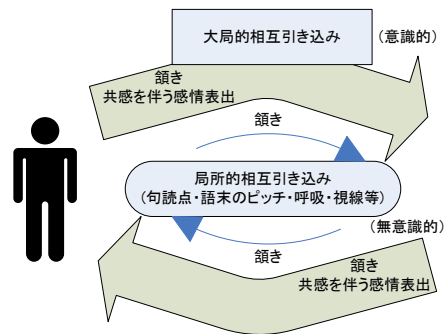 大局的相互引き込み
（意識的）
頷き
共感を伴う感情表出
頷き
局所的相互引き込み
（句読点・語末のピッチ・呼吸・視線等）
（無意識的）
頷き
頷き
共感を伴う感情表出